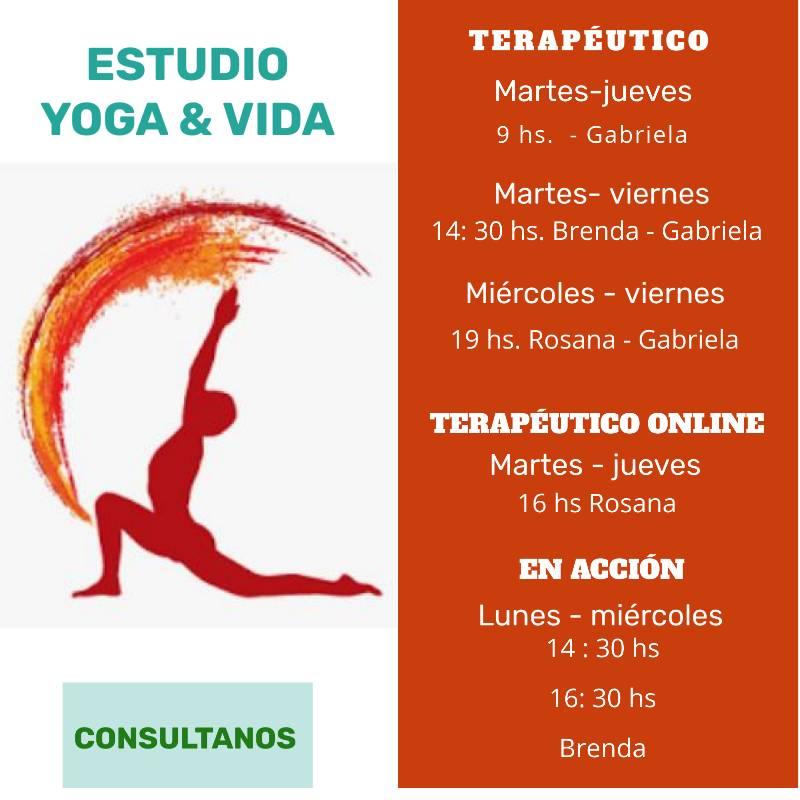 ESTUDIO
YOGA & VIDA
CONSULTANOS
TERAPÉUTICO
Martes-jueves
9 hs. - Gabriela
Martes- viernes
14: 30 hs. Brenda - Gabriela
Miércoles - viernes
19 hs. Rosana - Gabriela
TERAPÉUTICO ONLINE
Martes - jueves
16 hs Rosana
EN ACCIÓN
Lunes - miércoles
14 : 30 hs
16: 30 hs
Brenda